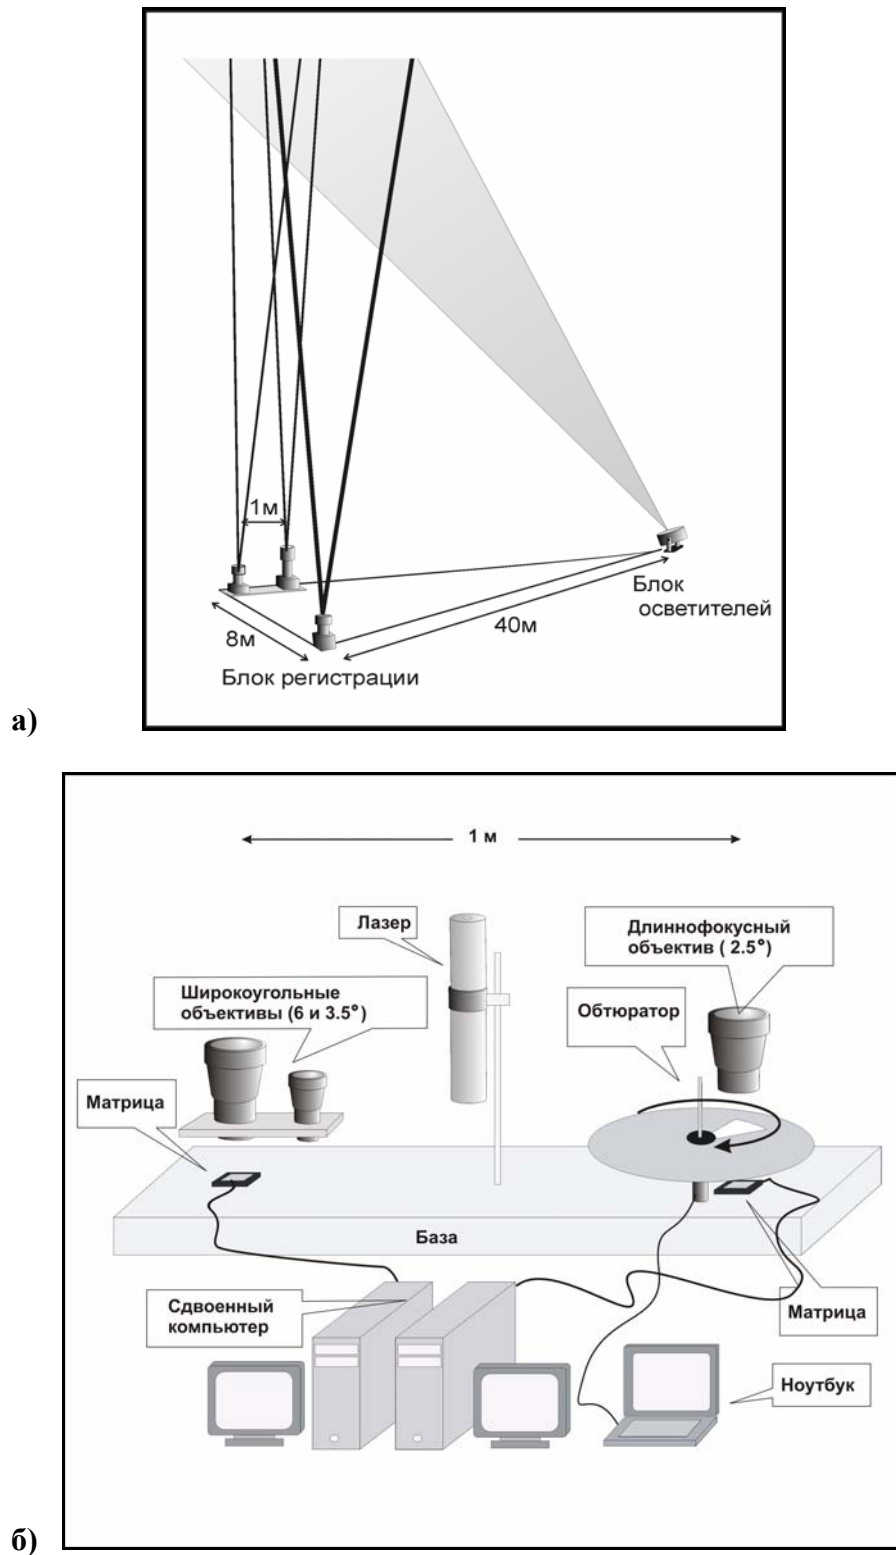 1м
Блок
осветителей
40м
8м
Блок регистрации
а)
1 м
Лазер
Длиннофокусный
объектив ( 2.5°)
Широкоугольные
объективы (6 и 3.5°)
Обтюратор
Матрица
База
Сдвоенный
компьютер
Матрица
Ноутбук
б)